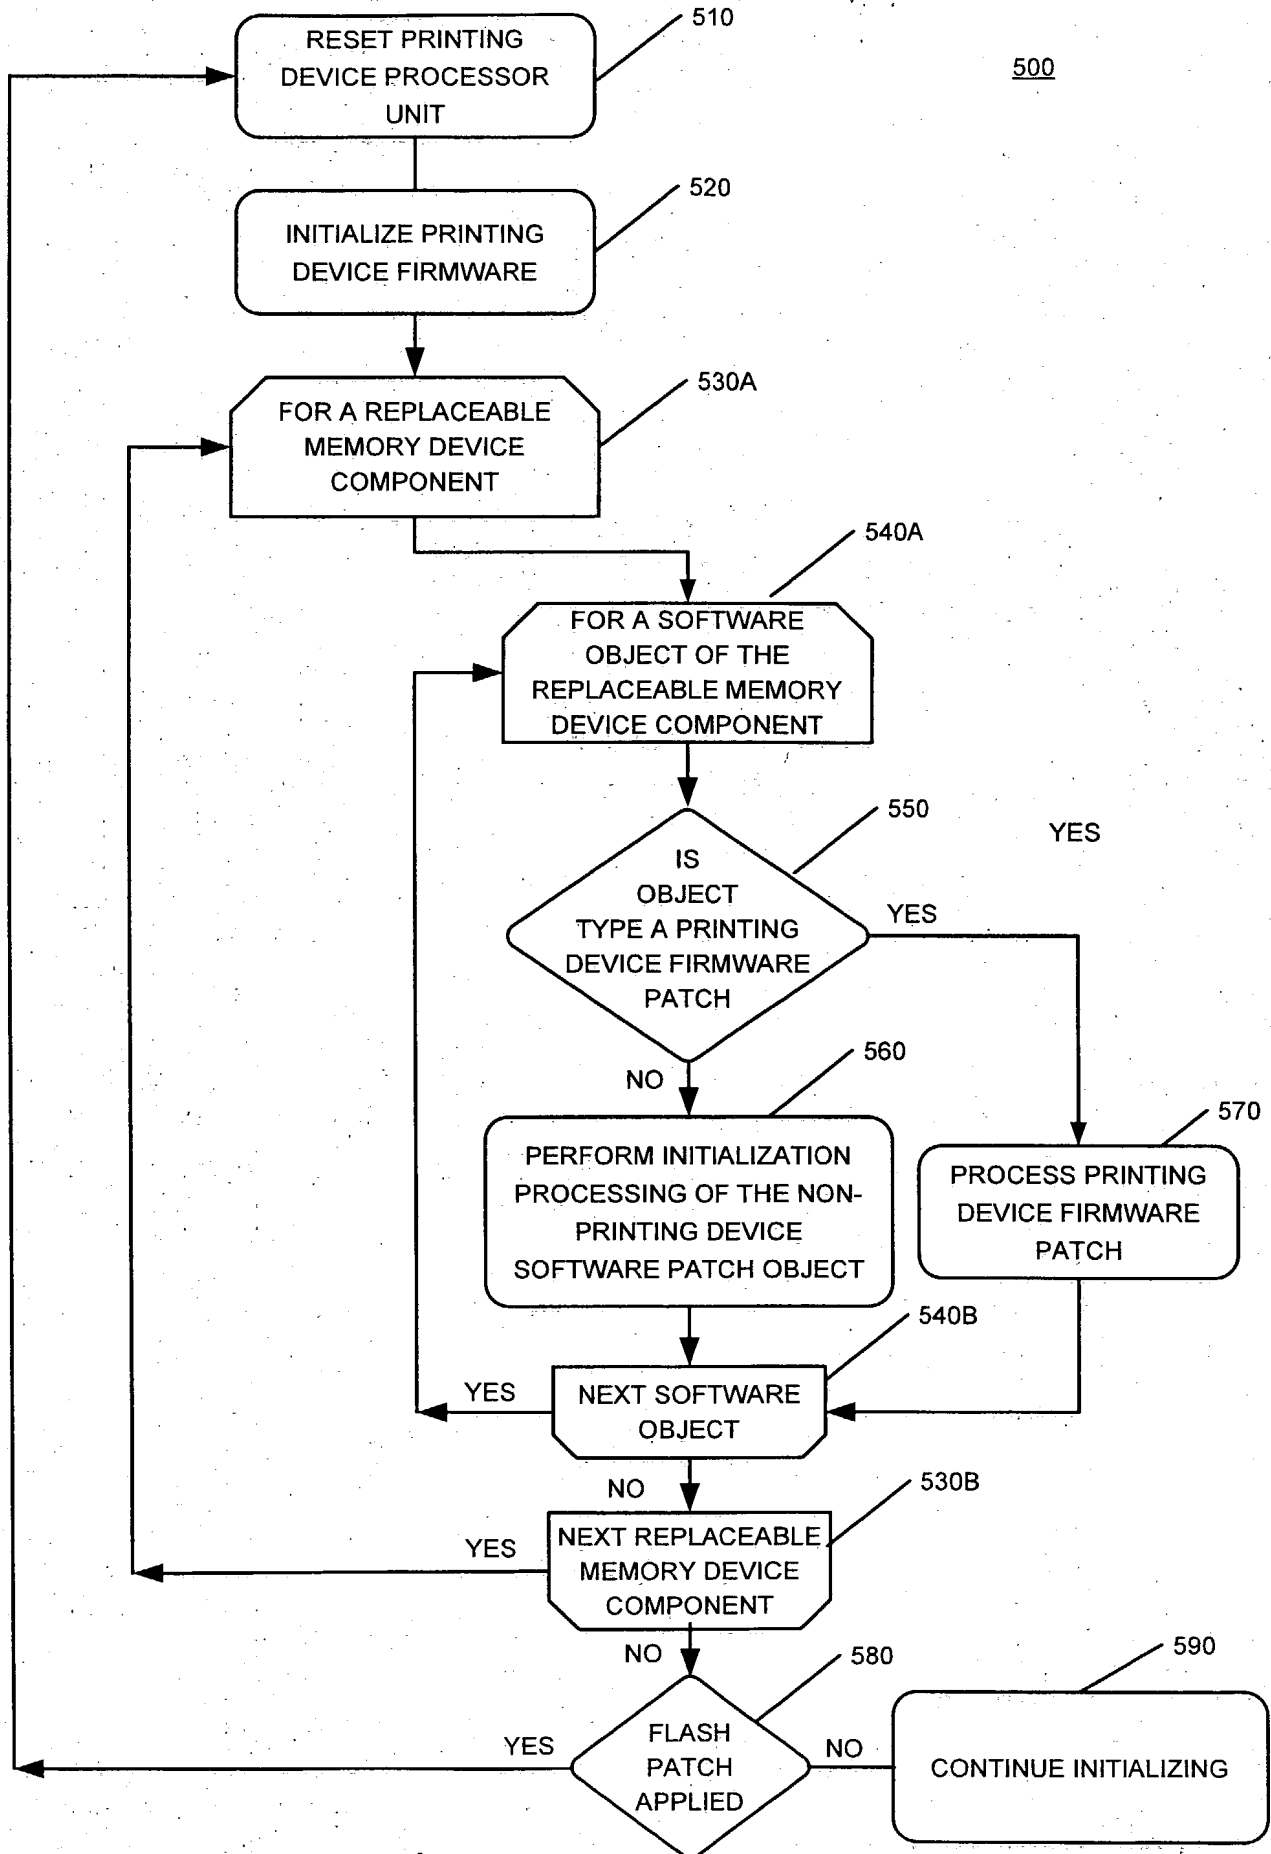 510
RESET PRINTING
DEVICE PROCESSOR
UNIT
500
520
INITIALIZE PRINTING
DEVICE FIRMWARE
530A
FOR A REPLACEABLE
MEMORY DEVICE
COMPONENT
540A
FOR A SOFTWARE
OBJECT OF THE
REPLACEABLE MEMORY
DEVICE COMPONENT
550
YES
IS
OBJECT
TYPE A PRINTING
DEVICE FIRMWARE
PATCH
YES
NO
560
570
PERFORM INITIALIZATION
PROCESSING OF THE NON-
PRINTING DEVICE
SOFTWARE PATCH OBJECT
PROCESS PRINTING
DEVICE FIRMWARE
PATCH
540B
YES
NEXT SOFTWARE
OBJECT
NO
530B
YES
NEXT REPLACEABLE
MEMORY DEVICE
COMPONENT
NO
580
590
YES
FLASH
PATCH
APPLIED
NO
CONTINUE INITIALIZING